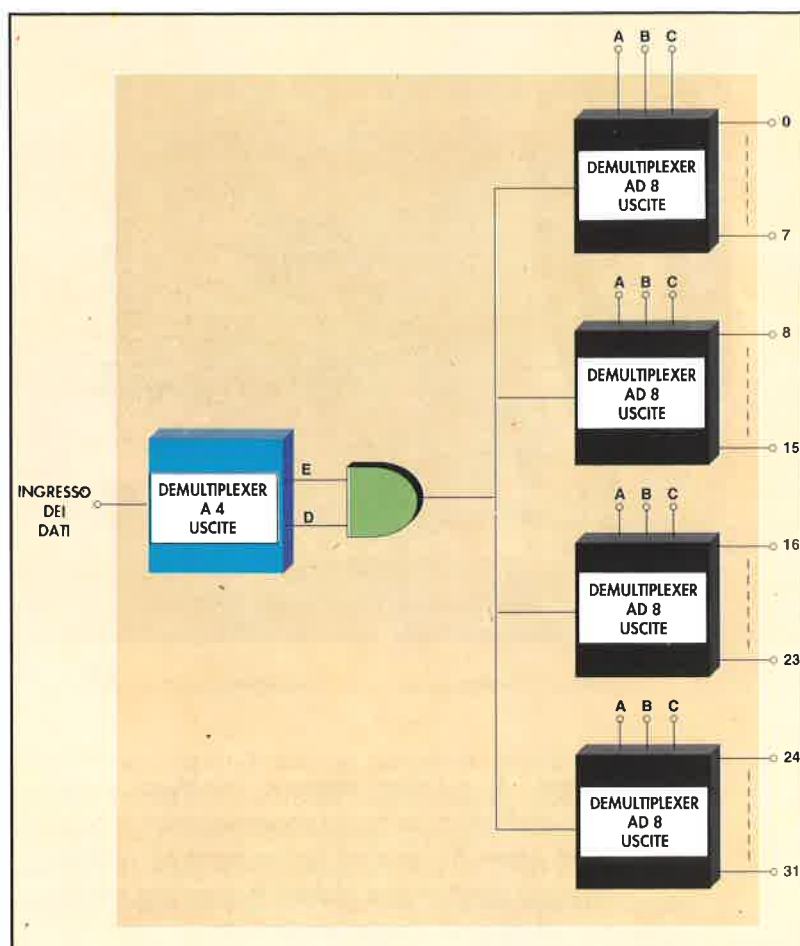 A B C
0
DEMULTIPLEXER
AD 8
USCITE
7
A B C
8
DEMULTIPLEXER
AD 8
USCITE
15
INGRESSO
DEI
DATI
DEMULTIPLEXER
A 4
USCITE
E
D
A B C
16
DEMULTIPLEXER
AD 8
USCITE
23
A B C
24
DEMULTIPLEXER
AD 8
USCITE
31